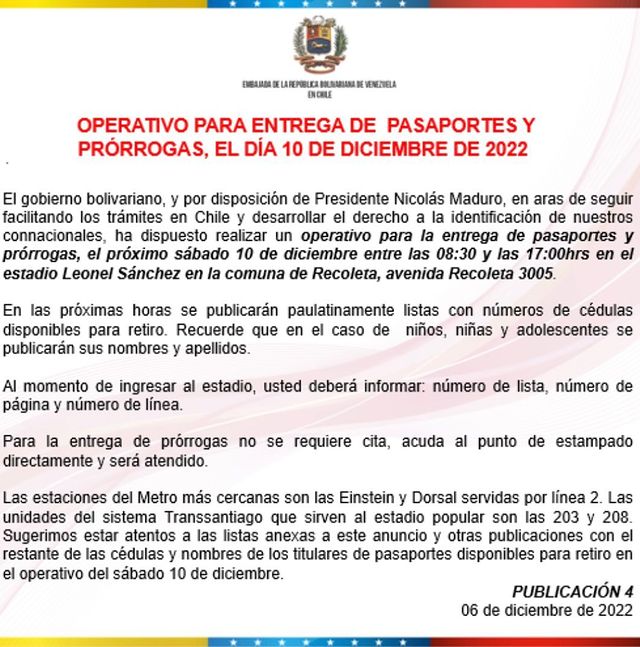 EMBAJADA DE LA REPÚBLICA BOLIVARIANA DE VENEZUELA
EN CHILE
OPERATIVO PARA ENTREGA DE PASAPORTES Y
PRÓRROGAS, EL DÍA 10 DE DICIEMBRE DE 2022
El gobierno bolivariano, y por disposición de Presidente Nicolás Maduro, en aras de seguir
facilitando los trámites en Chile y desarrollar el derecho a la identificación de nuestros
connacionales, ha dispuesto realizar un operativo para la entrega de pasaportes y
prórrogas, el próximo sábado 10 de diciembre entre las 08:30 y las 17:00hrs en el
estadio Leonel Sánchez en la comuna de Recoleta, avenida Recoleta 3005.
En las próximas horas se publicarán paulatinamente listas con números de cédulas
disponibles para retiro. Recuerde que en el caso de niños, niñas y adolescentes se
publicarán sus nombres y apellidos.
Al momento de ingresar al estadio, usted deberá informar: número de lista, número de
página y número de línea.
Para la entrega de prórrogas no se requiere cita, acuda al punto de estampado
directamente y será atendido.
Las estaciones del Metro más cercanas son las Einstein y Dorsal servidas por línea 2. Las
unidades del sistema Transsantiago que sirven al estadio popular son las 203 y 208.
Sugerimos estar atentos a las listas anexas a este anuncio y otras publicaciones con el
restante de las cédulas y nombres de los titulares de pasaportes disponibles para retiro en
el operativo del sábado 10 de diciembre.
PUBLICACIÓN 4
06 de diciembre de 2022